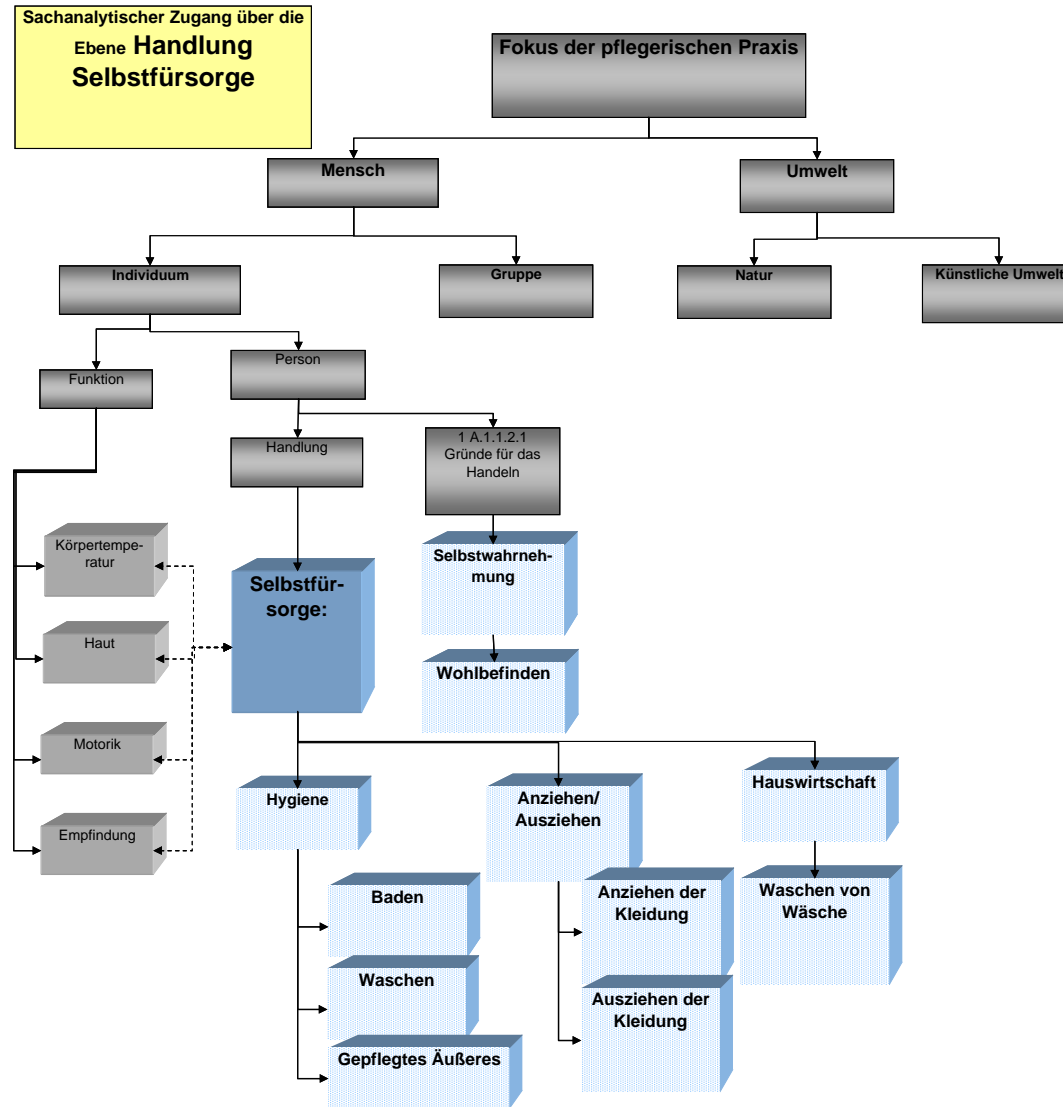 Sachanalytischer Zugang über die
Ebene Handlung
Selbstfürsorge
Fokus der pflegerischen Praxis
Mensch
Umwelt
Individuum
Gruppe
Natur
Künstliche Umwelt
Funktion
Person
Handlung
1 A.1.1.2.1
Gründe für das
Handeln
Körpertempe-
ratur
Haut
Motorik
Empfindung
Selbstfür-
sorge:
Selbstwahrneh-
mung
Wohlbefinden
Hygiene
Anziehen/
Ausziehen
Hauswirtschaft
Baden
Waschen
Gepflegtes Äußeres
Anziehen der
Kleidung
Ausziehen der
Kleidung
Waschen von
Wäsche